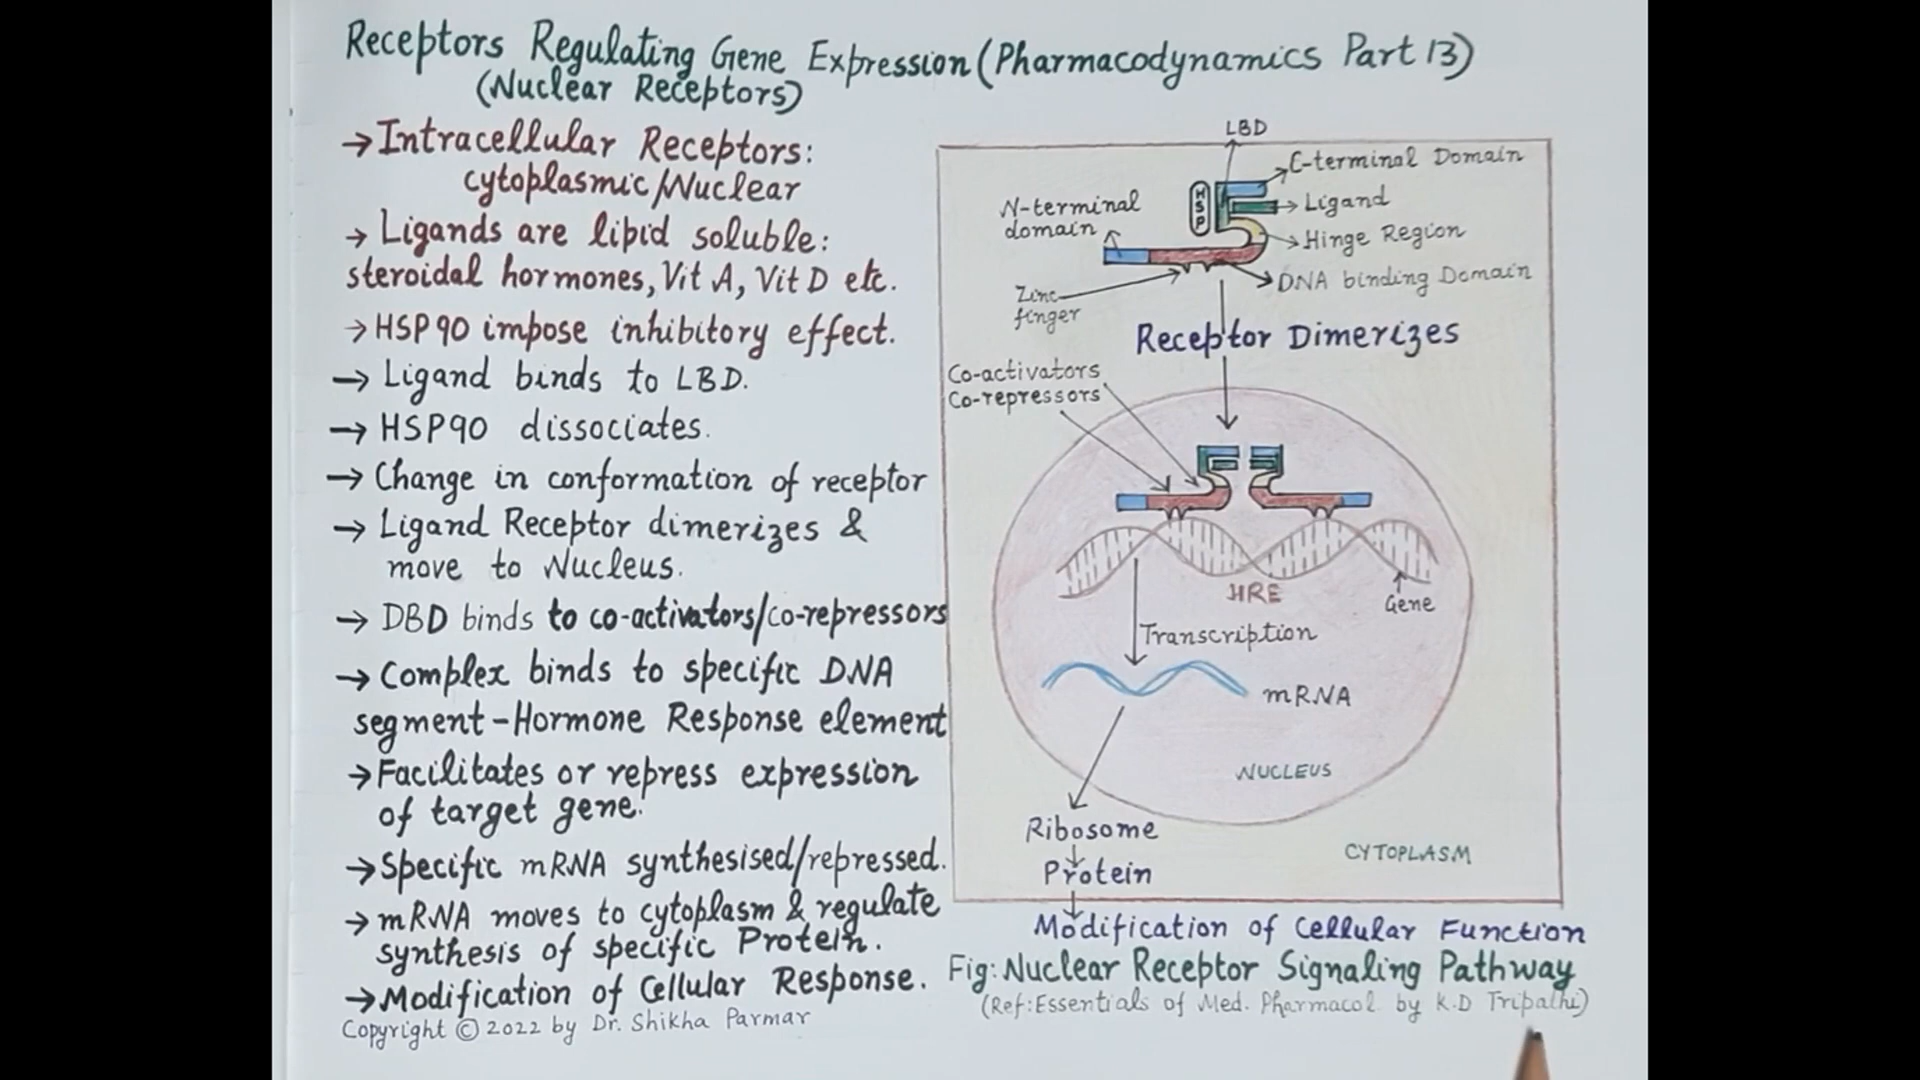 Receptors Regulating Gene Expression (Pharmacodynamics Part 13)
(Nuclear Receptors)
→ Intracellular Receptors:
cytoplasmic/Nuclear
→ Ligands are lipid soluble:
steroidal hormones, Vit A, Vit D etc.
→ HSP90 impose inhibitory effect.
→ Ligand binds to LBD.
→ HSP90 dissociates.
→ Change in conformation of receptor
→ Ligand Receptor dimerizes &
move to Nucleus.
→ DBD binds to co-activators/co-repressors
→ Complex binds to specific DNA
segment-Hormone Response element
→ Facilitates or repress expression
of target gene.
→ Specific mRNA synthesised/repressed.
→ mRNA moves to cytoplasm & regulate
synthesis of specific Protein.
→ Modification of Cellular Response.
Copyright © 2022 by Dr. Shikha Parmar
LBD
C-terminal Domain
HSP
Ligand
N-terminal
domain
Hinge Region
DNA binding Domain
Zinc
finger
Receptor Dimerizes
Co-activators
Co-repressors
HRE
Gene
Transcription
mRNA
NUCLEUS
Ribosome
CYTOPLASM
Protein
Modification of Cellular Function
Fig: Nuclear Receptor Signaling Pathway
(Ref: Essentials of Med. Pharmacol. by K.D Tripathi)